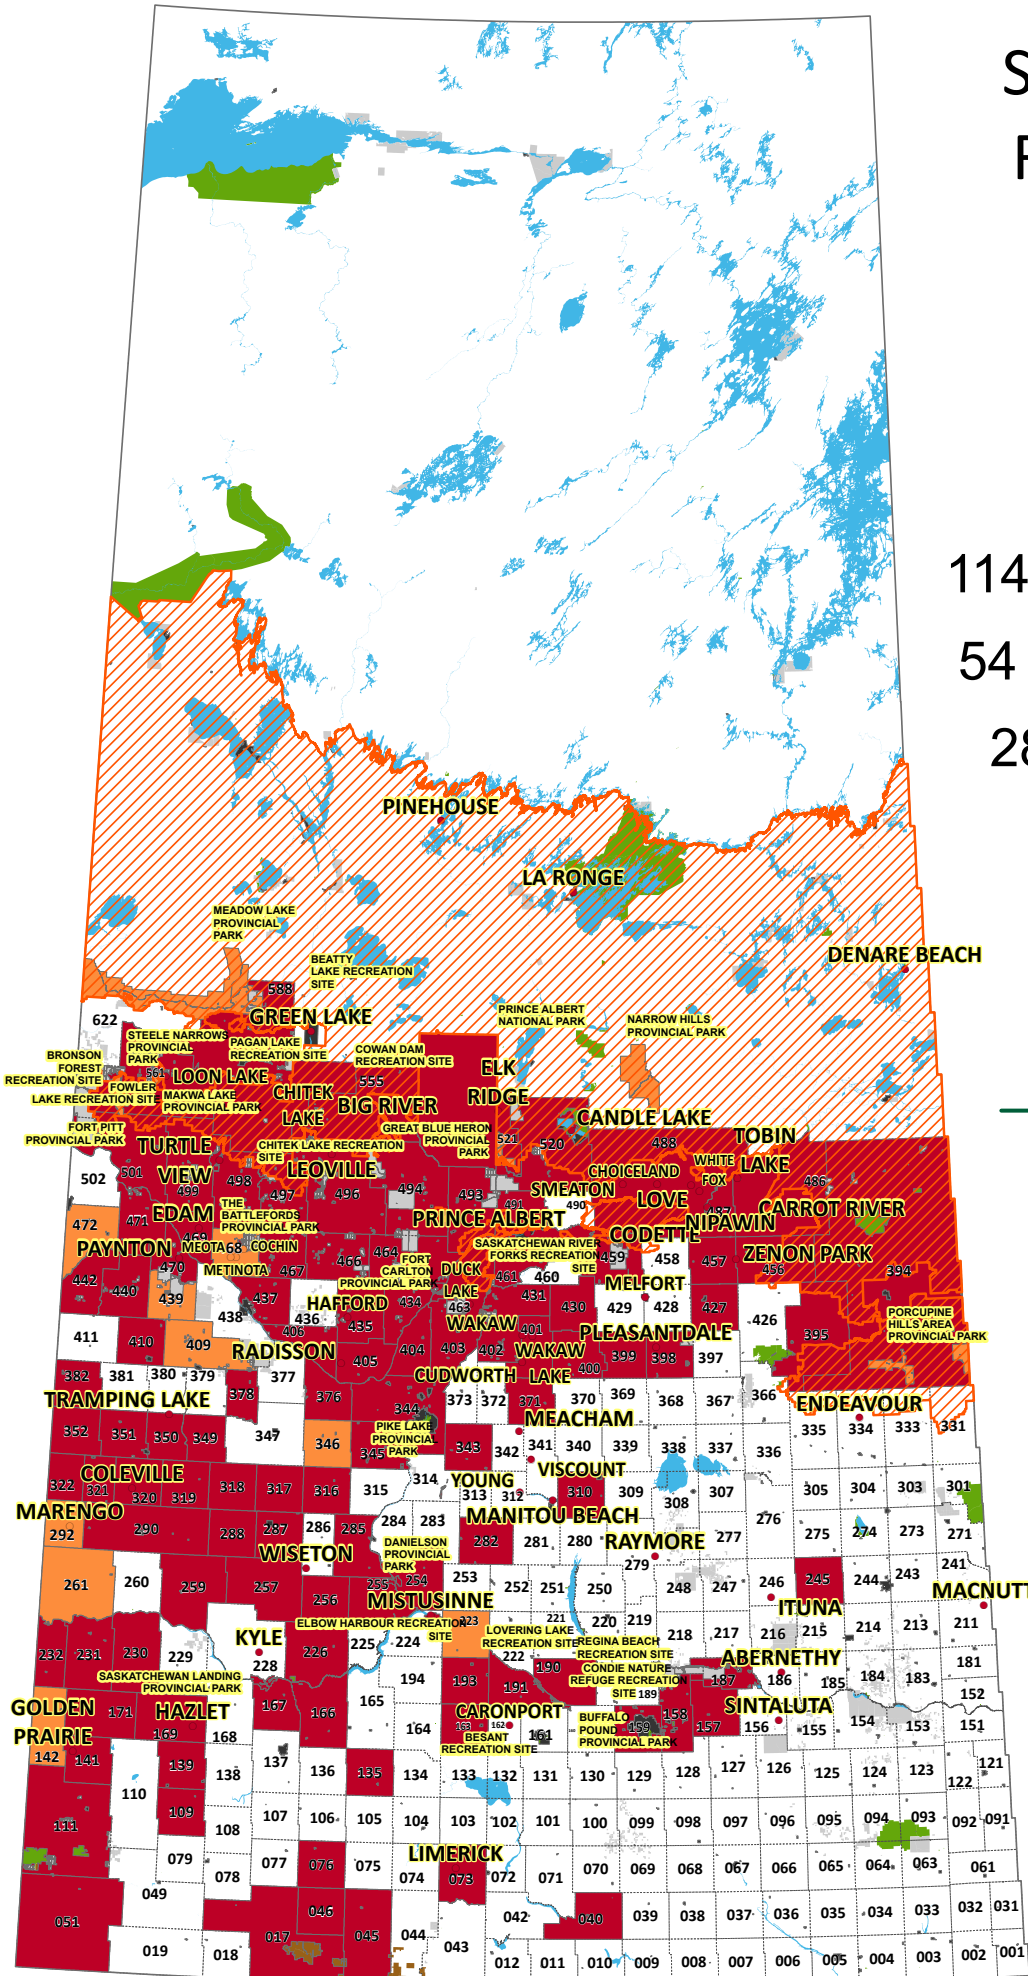 S
F
114
54
28
PINEHOUSE
LA RONGE
MEADOW LAKE
PROVINCIAL
PARK
DENARE BEACH
BEATTY
LAKE RECREATION
SITE
588
GREEN LAKE
PRINCE ALBERT
NATIONAL PARK
NARROW HILLS
PROVINCIAL PARK
622
STEELE NARROWS
PROVINCIAL
PARK
PAGAN LAKE
RECREATION SITE
COWAN DAM
RECREATION SITE
BRONSON
FOREST
RECREATION SITE
561
LOON LAKE
555
ELK
RIDGE
FOWLER
LAKE RECREATION SITE
MAKWA LAKE
PROVINCIAL PARK
CHITEK
LAKE
BIG RIVER
CANDLE LAKE
FORT PITT
PROVINCIAL PARK
TURTLE
VIEW
CHITEK LAKE RECREATION
SITE
GREAT BLUE HERON
PROVINCIAL
PARK
521
520
488
TOBIN
LAKE
502
501
499
498
497
LEOVILLE
496
494
493
491
SMEATON
490
CHOICELAND
WHITE
FOX
486
LOVE
487
CARROT RIVER
472
471
EDAM
469
THE
BATTLEFORDS
PROVINCIAL PARK
PRINCE ALBERT
CODETTE
NIPAWIN
PAYNTON
MEOTA
68
COCHIN
466
464
FORT
CARLTON
PROVINCIAL PARK
SASKATCHEWAN RIVER
FORKS RECREATION
SITE
459
458
457
ZENON PARK
456
394
442
440
470
METINOTA
467
DUCK
LAKE
461
460
MELFORT
439
438
437
436
HAFFORD
435
434
463
431
430
429
428
427
426
PORCUPINE
HILLS AREA
PROVINCIAL PARK
411
410
409
406
RADISSON
405
404
403
402
WAKAW
401
WAKAW
LAKE
400
PLEASANTDALE
399
398
397
395
382
381
380
379
378
377
376
CUDWORTH
373
372
371
370
369
368
367
366
TRAMPING LAKE
344
ENDEAVOUR
352
351
350
349
347
346
345
PIKE LAKE
PROVINCIAL
PARK
343
342
MEACHAM
341
340
339
338
337
336
335
334
333
331
322
321
COLEVILLE
320
319
318
317
316
315
314
YOUNG
313
312
VISCOUNT
310
309
308
307
305
304
303
301
MARENGO
292
290
288
287
286
285
284
283
282
MANITOU BEACH
281
280
RAYMORE
279
277
276
275
274
273
271
WISETON
DANIELSON
PROVINCIAL
PARK
261
260
259
257
256
255
254
253
252
251
250
248
247
246
245
244
243
241
MISTUSINNE
ITUNA
MACNUTT
232
231
230
229
KYLE
228
226
ELBOW HARBOUR RECREATION
SITE
225
224
223
LOVERING LAKE
RECREATION SITE
222
221
220
219
218
217
216
215
214
213
211
REGINA BEACH
RECREATION SITE
SASKATCHEWAN LANDING
PROVINCIAL PARK
194
193
191
190
CONDIE NATURE
REFUGE RECREATION
SITE
189
187
ABERNETHY
186
185
184
183
181
GOLDEN
PRAIRIE
171
HAZLET
169
168
167
166
165
164
163
CARONPORT
162
BESANT
RECREATION SITE
161
BUFFALO
POUND
PROVINCIAL PARK
159
158
157
SINTALUTA
156
155
154
153
152
151
142
141
139
138
137
136
135
134
133
132
131
130
129
128
127
126
125
124
123
122
121
111
110
109
108
107
106
105
104
103
102
101
100
099
098
097
096
095
094
093
092
091
079
078
077
076
075
074
LIMERICK
073
072
071
070
069
068
067
066
065
064
063
061
051
049
046
045
044
043
042
040
039
038
037
036
035
034
033
032
031
019
018
017
012
011
010
009
008
007
006
005
004
003
002
001